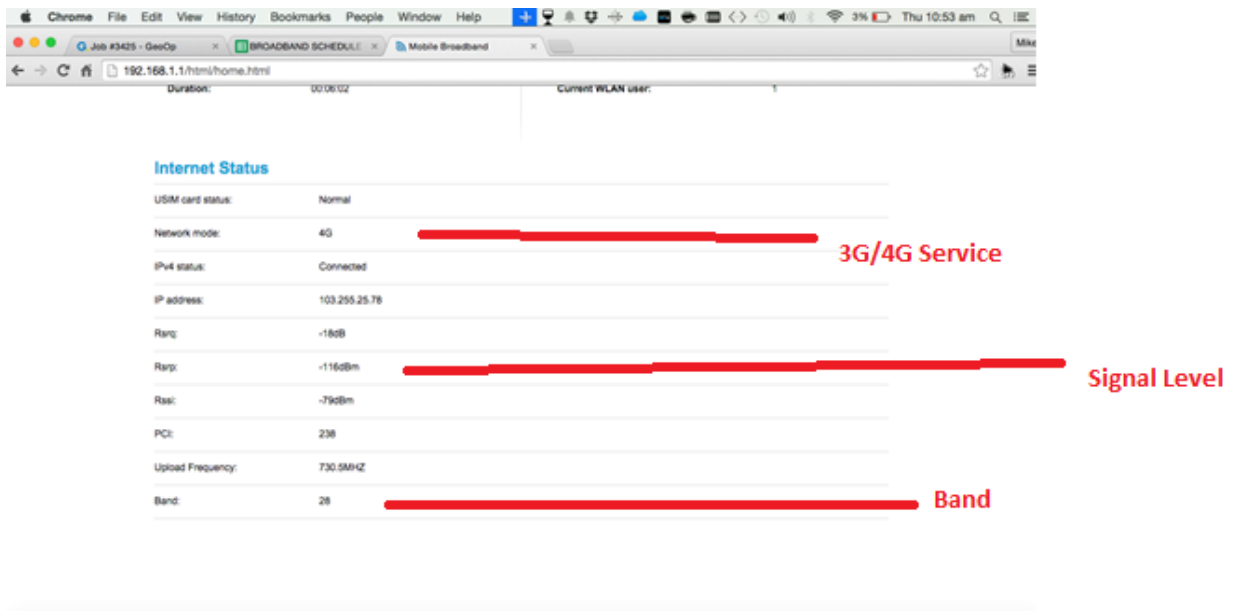 Chrome File Edit View History Bookmarks People Window Help 3% Thu 10:53 am
Job #3425 - GeoOp × BROADBAND SCHEDULE × Mobile Broadband × Mike
192.168.1.1/html/home.html
Duration: 00:06:02 Current WLAN user: 1
Internet Status
USIM card status: Normal
Network mode: 4G
3G/4G Service
IPv4 status: Connected
IP address: 103.255.25.78
Rsrq: -18dB
Rsrp: -116dBm
Signal Level
Rssi: -79dBm
PCI: 238
Upload Frequency: 730.5MHZ
Band: 28
Band